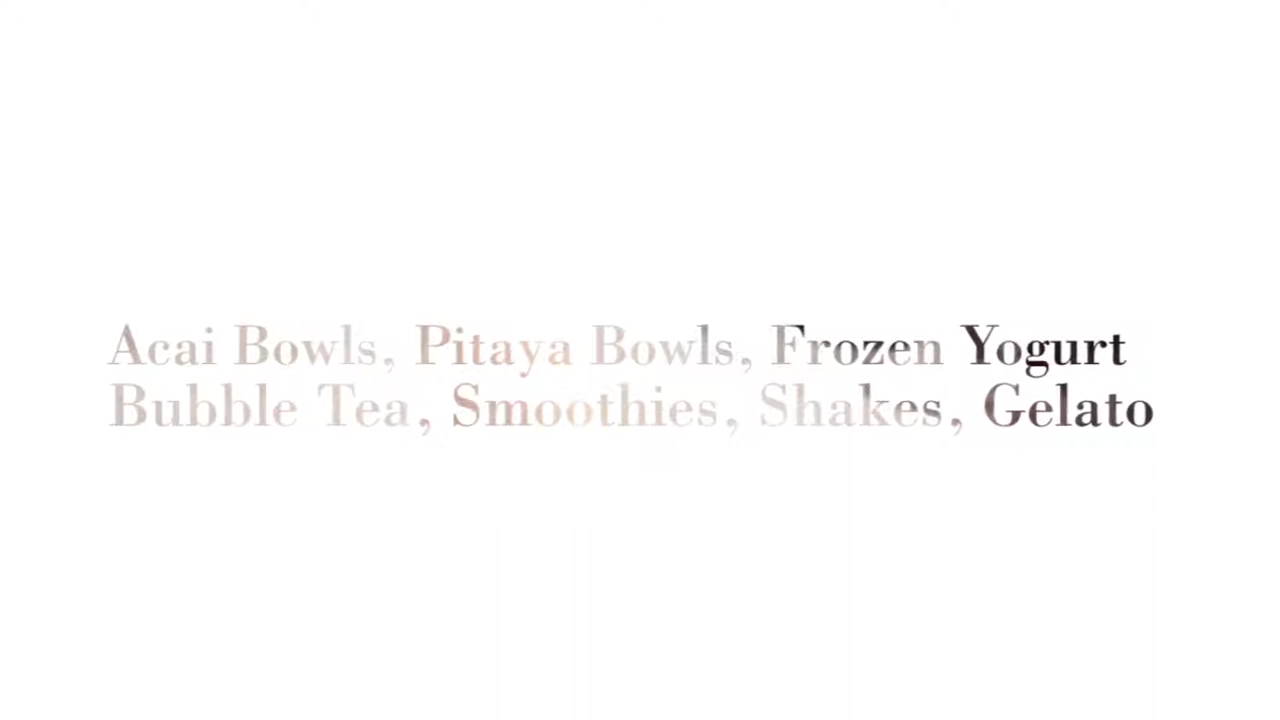 Acai Bowls, Pitaya Bowls, Frozen Yogurt
Bubble Tea, Smoothies, Shakes, Gelato